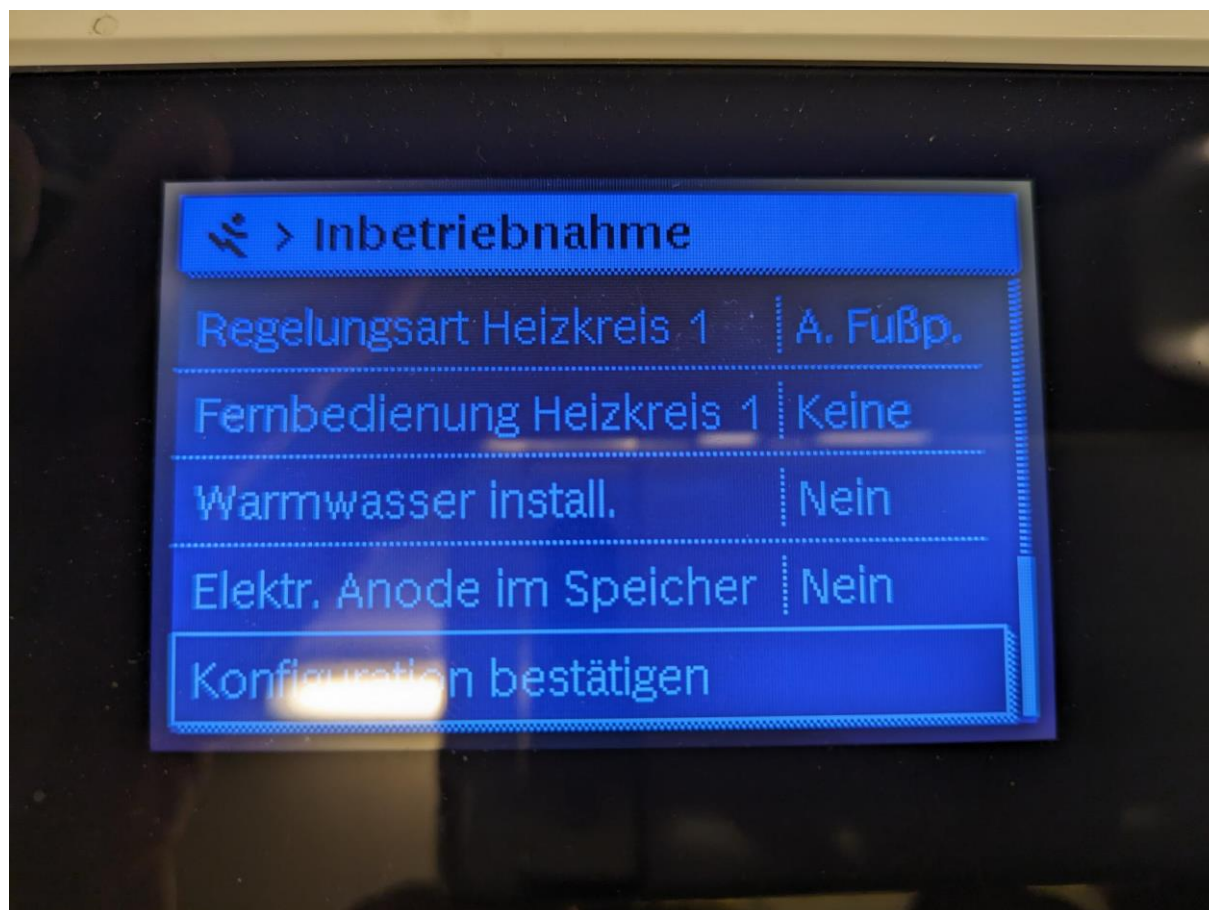 > Inbetriebnahme
Regelungsart Heizkreis 1 A. Fußp.
Fernbedienung Heizkreis 1 Keine
Warmwasser install. Nein
Elektr. Anode im Speicher Nein
Konfiguration bestätigen